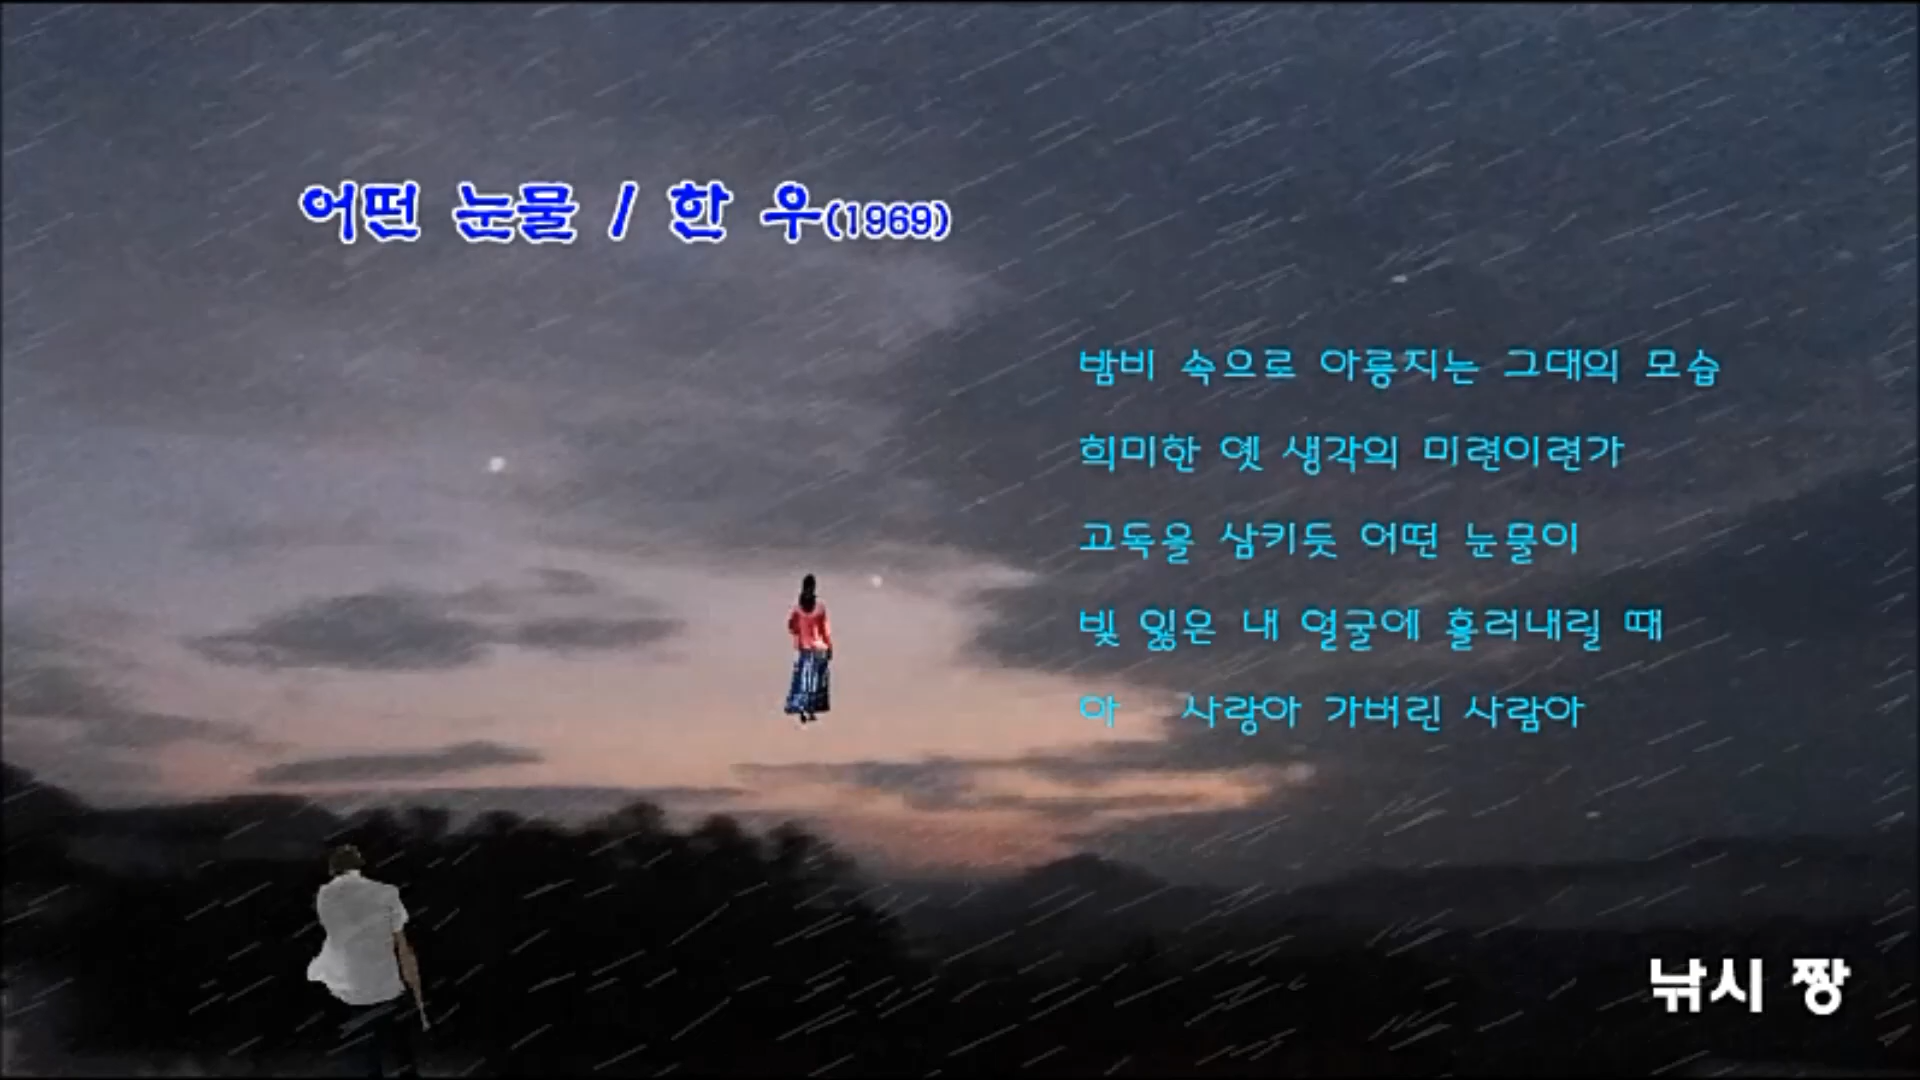 어떤 눈물 / 한 우(1969)
밤비 속으로 아롱지는 그대의 모습
희미한 옛 생각의 미련이련가
고독을 삼키듯 어떤 눈물이
빛 잃은 내 얼굴에 흘러내릴 때
아 사랑아 가버린 사람아
낚시 짱